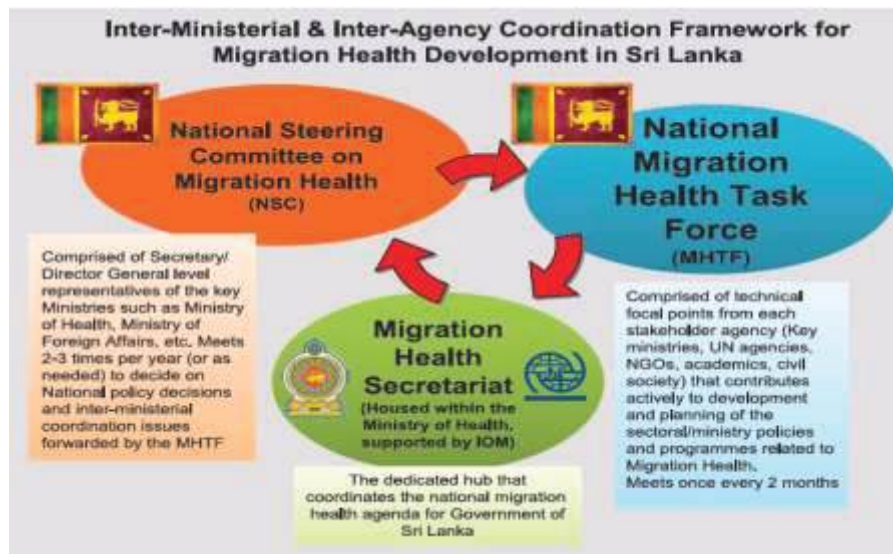 Inter-Ministerial & Inter-Agency Coordination Framework for
Migration Health Development in Sri Lanka
National Steering
Committee on
Migration Health
(NSC)
National
Migration
Health Task
Force
(MHTF)
Comprised of Secretary/
Director General level
representatives of the key
Ministries such as Ministry
of Health, Ministry of
Foreign Affairs, etc. Meets
2-3 times per year (or as
needed) to decide on
National policy decisions
and inter-ministerial
coordination issues
forwarded by the MHTF
Migration
Health
Secretariat
(Housed within the
Ministry of Health,
supported by IOM)
The dedicated hub that
coordinates the national migration
health agenda for Government of
Sri Lanka
Comprised of technical
focal points from each
stakeholder agency (Key
ministries, UN agencies,
NGOs, academics, civil
society) that contributes
actively to development
and planning of the
sectoral/ministry policies
and programmes related to
Migration Health.
Meets once every 2 months